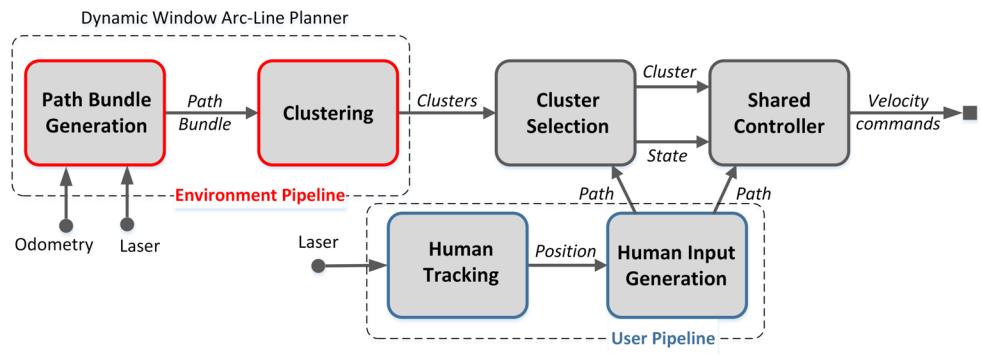 Dynamic Window Arc-Line Planner
Path Bundle
Generation
Path
Bundle
Clustering
Clusters
Cluster
Selection
Cluster
State
Shared
Controller
Velocity
commands
Environment Pipeline
Odometry
Laser
Path
Path
Laser
Human
Tracking
Position
Human Input
Generation
User Pipeline